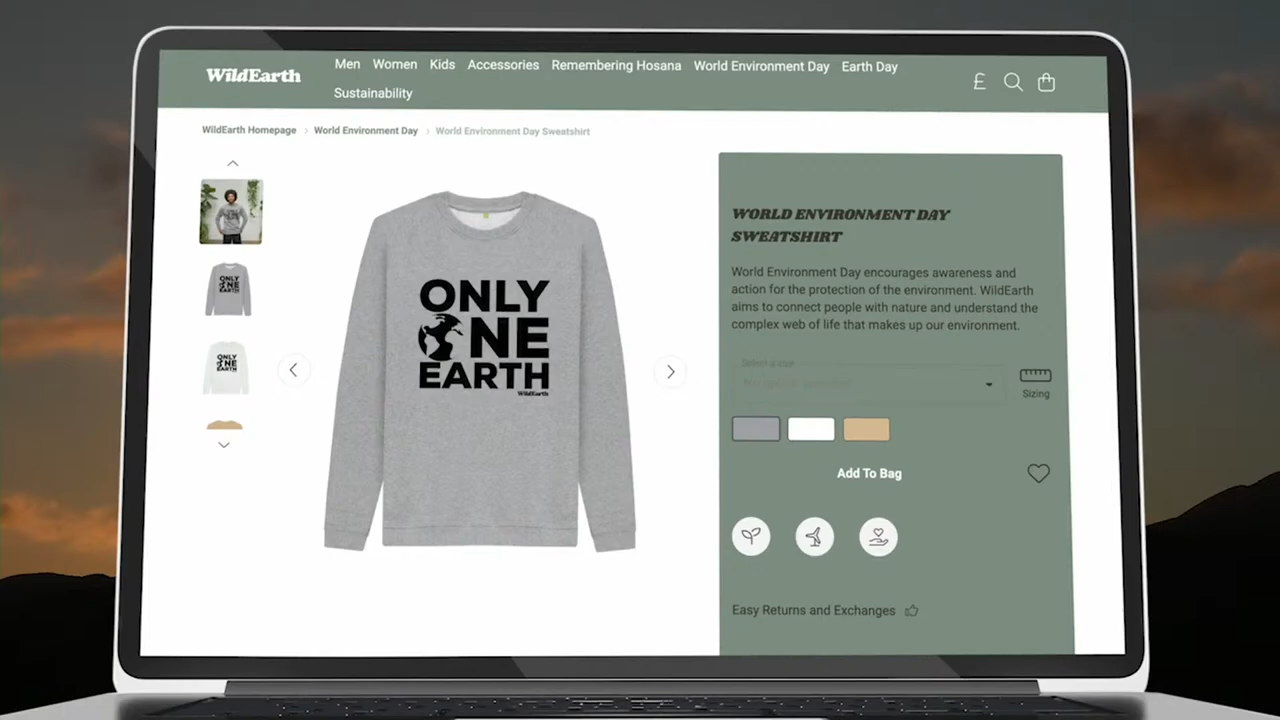 WildEarth
Men Women Kids Accessories Remembering Hosana World Environment Day Earth Day
Sustainability
£
WildEarth Homepage > World Environment Day > World Environment Day Sweatshirt
ONLY
NE
EARTH
WildEarth
WORLD ENVIRONMENT DAY
SWEATSHIRT
World Environment Day encourages awareness and
action for the protection of the environment. WildEarth
aims to connect people with nature and understand the
complex web of life that makes up our environment.
Select a size
Sizing
Add To Bag
Easy Returns and Exchanges
ONLY
NE
EARTH
ONLY
NE
EARTH